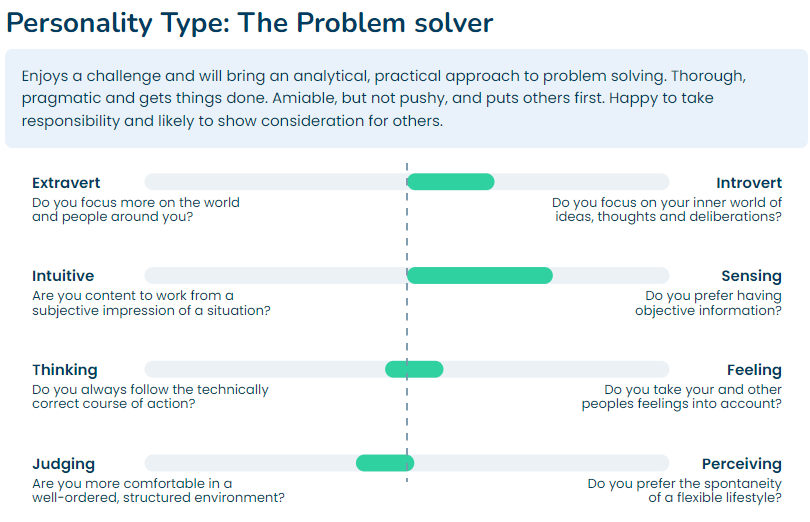 Personality Type: The Problem solver
Enjoys a challenge and will bring an analytical, practical approach to problem solving. Thorough,
pragmatic and gets things done. Amiable, but not pushy, and puts others first. Happy to take
responsibility and likely to show consideration for others.
Extravert
Do you focus more on the world
and people around you?
Introvert
Do you focus on your inner world of
ideas, thoughts and deliberations?
Intuitive
Are you content to work from a
subjective impression of a situation?
Sensing
Do you prefer having
objective information?
Thinking
Do you always follow the technically
correct course of action?
Feeling
Do you take your and other
peoples feelings into account?
Judging
Are you more comfortable in a
well-ordered, structured environment?
Perceiving
Do you prefer the spontaneity
of a flexible lifestyle?